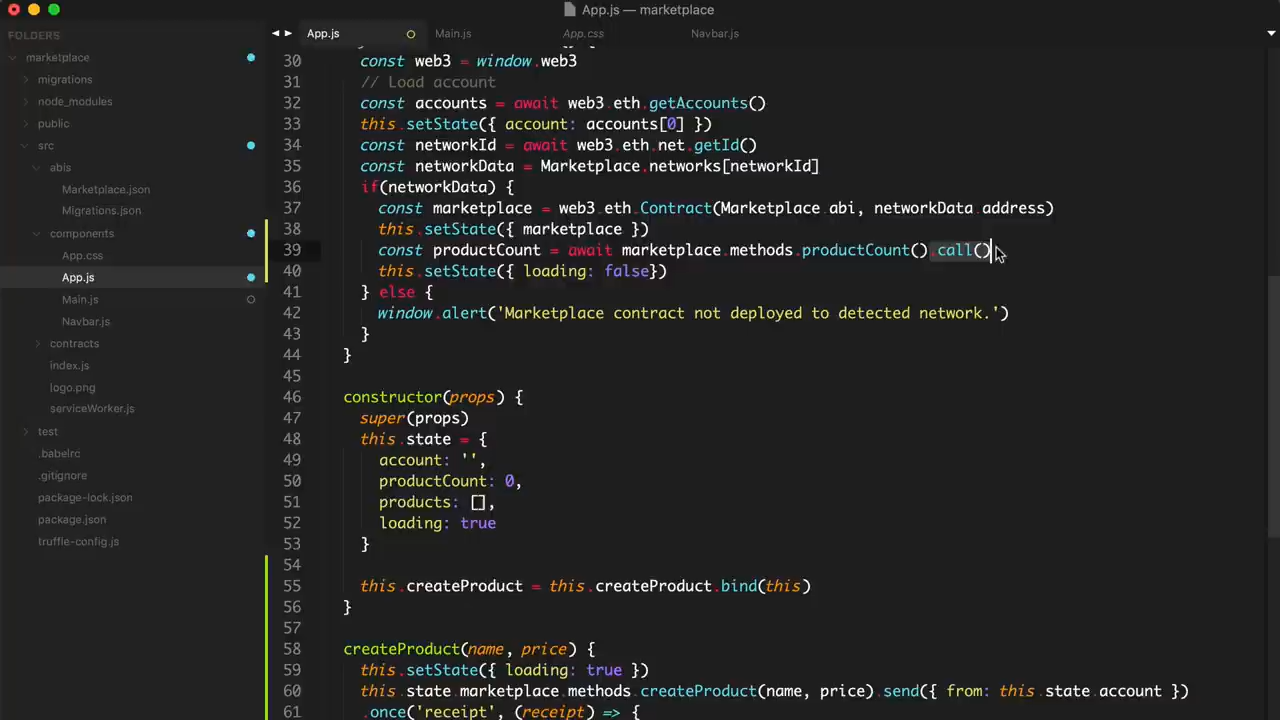 App.js — marketplace
FOLDERS
marketplace
migrations
node_modules
public
src
abis
Marketplace.json
Migrations.json
components
App.css
App.js
Main.js
Navbar.js
contracts
index.js
logo.png
serviceWorker.js
test
.babelrc
.gitignore
package-lock.json
package.json
truffle-config.js
App.js Main.js App.css Navbar.js
30 const web3 = window.web3
31 // Load account
32 const accounts = await web3.eth.getAccounts()
33 this.setState({ account: accounts[0] })
34 const networkId = await web3.eth.net.getId()
35 const networkData = Marketplace.networks[networkId]
36 if(networkData) {
37 const marketplace = web3.eth.Contract(Marketplace.abi, networkData.address)
38 this.setState({ marketplace })
39 const productCount = await marketplace.methods.productCount().call()
40 this.setState({ loading: false})
41 } else {
42 window.alert('Marketplace contract not deployed to detected network.')
43 }
44 }
45
46 constructor(props) {
47 super(props)
48 this.state = {
49 account: '',
50 productCount: 0,
51 products: [],
52 loading: true
53 }
54
55 this.createProduct = this.createProduct.bind(this)
56 }
57
58 createProduct(name, price) {
59 this.setState({ loading: true })
60 this.state.marketplace.methods.createProduct(name, price).send({ from: this.state.account })
61 .once('receipt', (receipt) => {